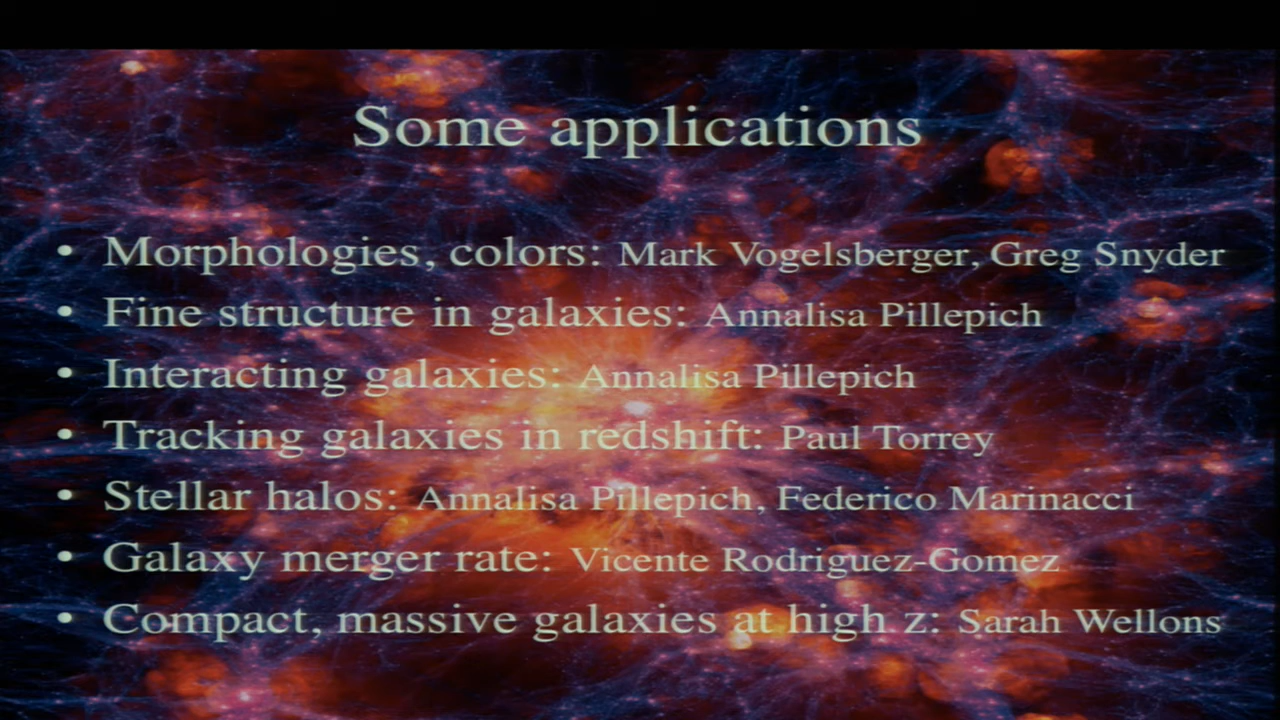 Some applications
• Morphologies, colors: Mark Vogelsberger, Greg Snyder
• Fine structure in galaxies: Annalisa Pillepich
• Interacting galaxies: Annalisa Pillepich
• Tracking galaxies in redshift: Paul Torrey
• Stellar halos: Annalisa Pillepich, Federico Marinacci
• Galaxy merger rate: Vicente Rodriguez-Gomez
• Compact, massive galaxies at high z: Sarah Wellons